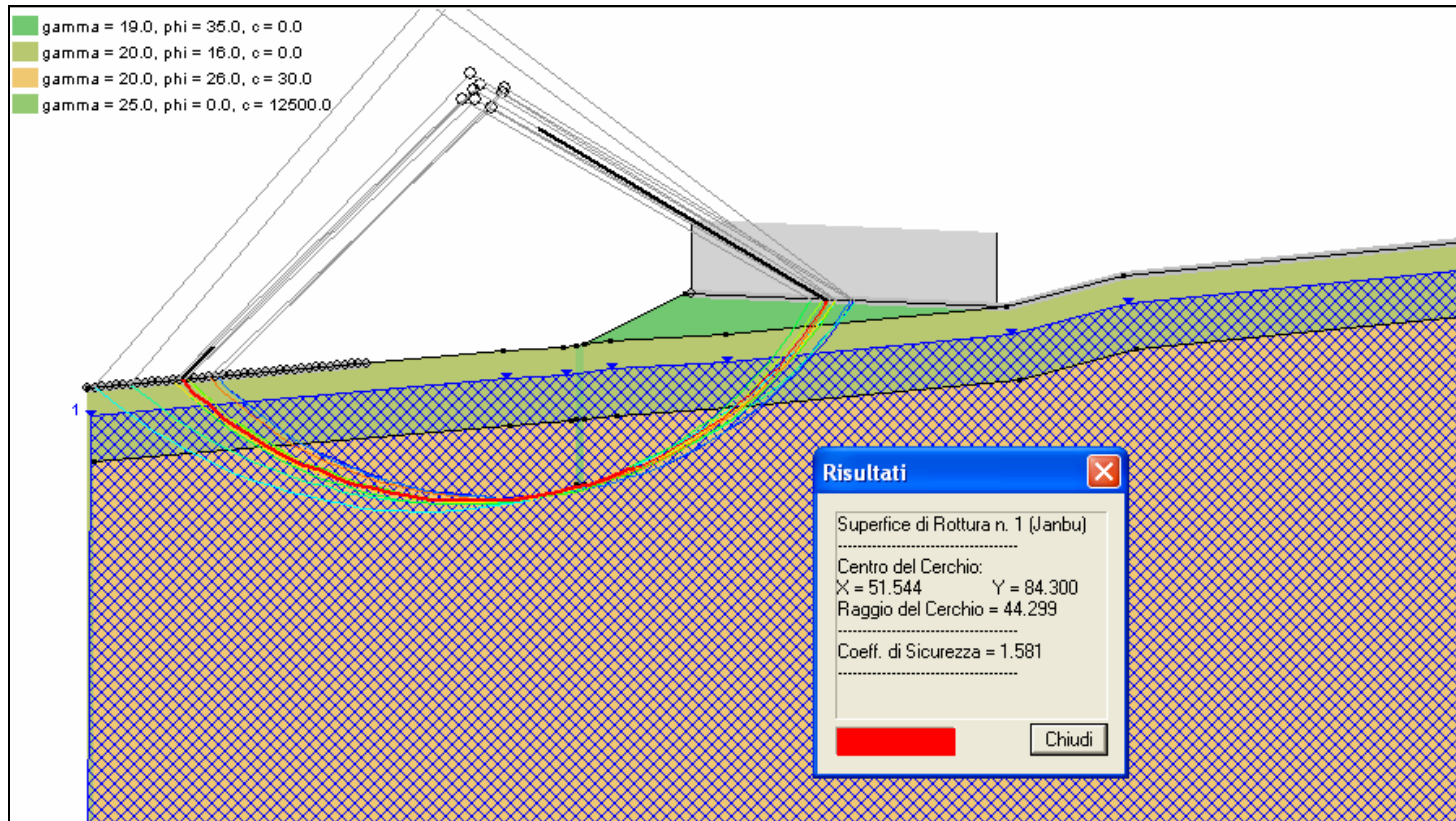 gamma = 19.0, phi = 35.0, c = 0.0
gamma = 20.0, phi = 16.0, c = 0.0
gamma = 20.0, phi = 26.0, c = 30.0
gamma = 25.0, phi = 0.0, c = 12500.0
1
Risultati
Superfice di Rottura n. 1 (Janbu)
-----------------------------------
Centro del Cerchio:
X = 51.544 Y = 84.300
Raggio del Cerchio = 44.299
-----------------------------------
Coeff. di Sicurezza = 1.581
-----------------------------------
Chiudi